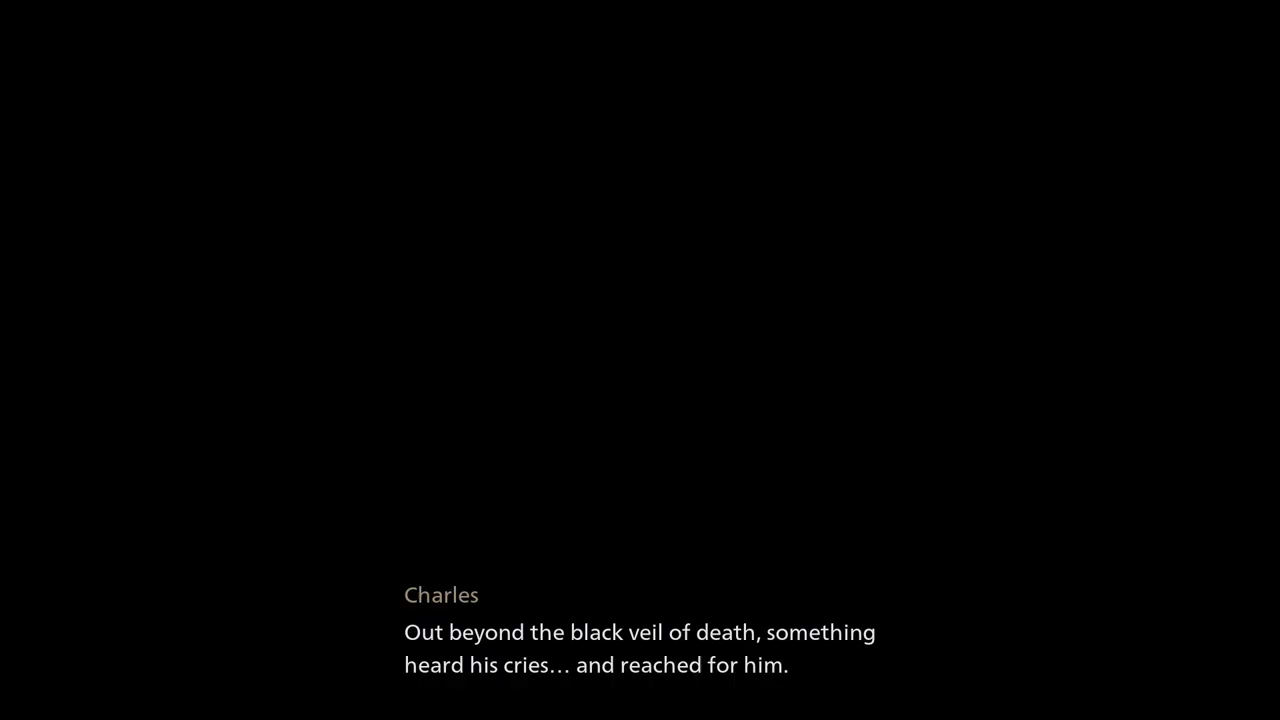 Charles
Out beyond the black veil of death, something
heard his cries… and reached for him.